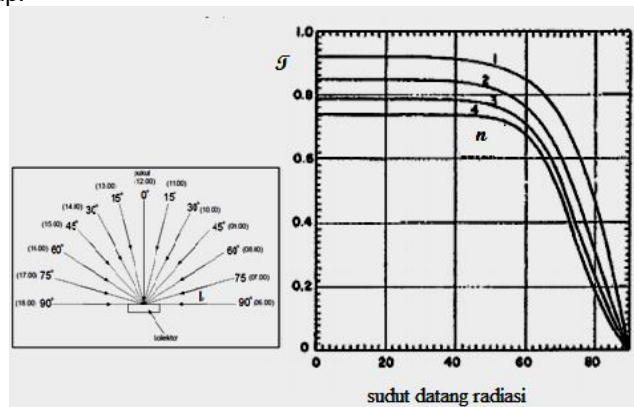 up.
pukul
(12.00)
(13.00) (11.00)
0°
15° 15°
(14.00) 30° 30° (10.00)
(15.00) 45° 45° (09.00)
(16.00) 60° 60° (08.00)
(17.00) 75° 75 (07.00)
(18.00) 90° 90° (06.00)
kolektor
1.0
0.8
0.6
0.4
0.2
0
1
2
3
4
n
0 20 40 60 80
sudut datang radiasi